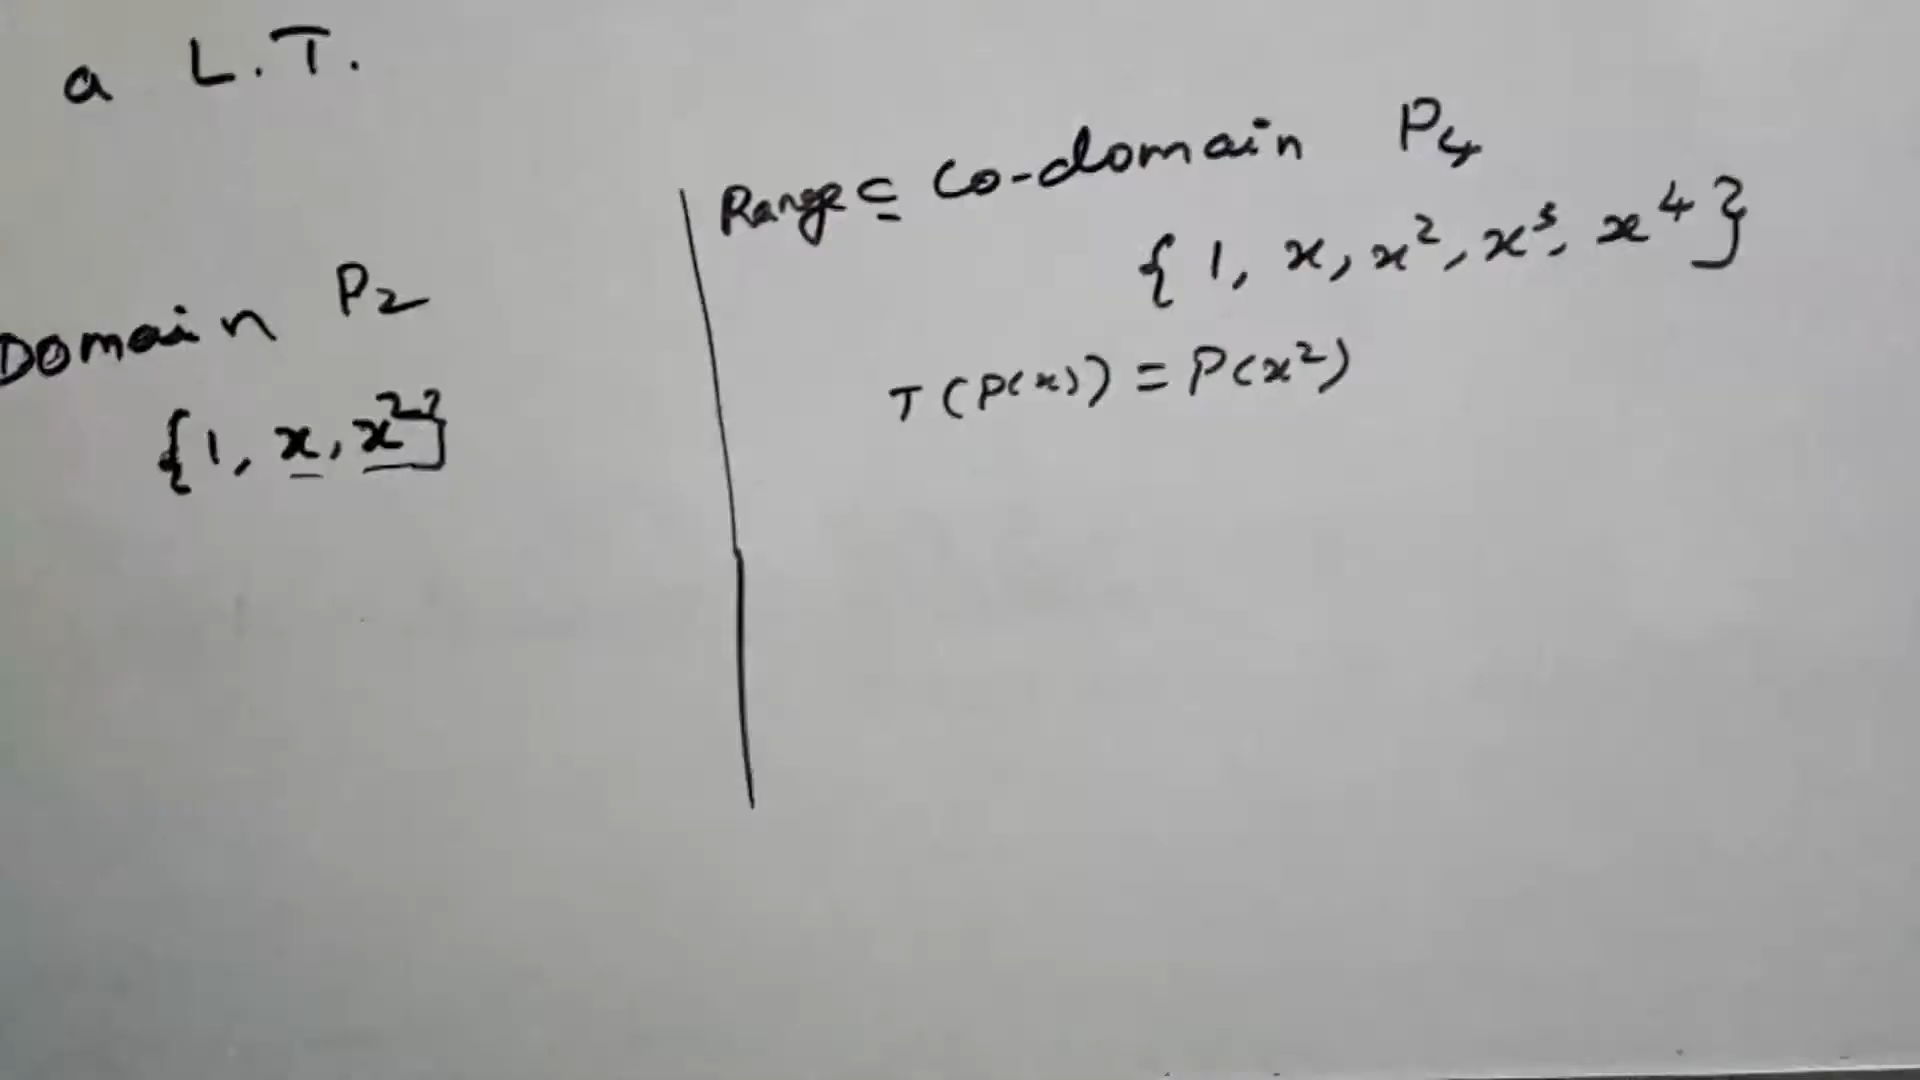 a L.T.
Domain P₂
{1, x, x²}
Range ⊆ Co-domain P₄
{1, x, x², x³, x⁴}
T(P(x)) = P(x²)